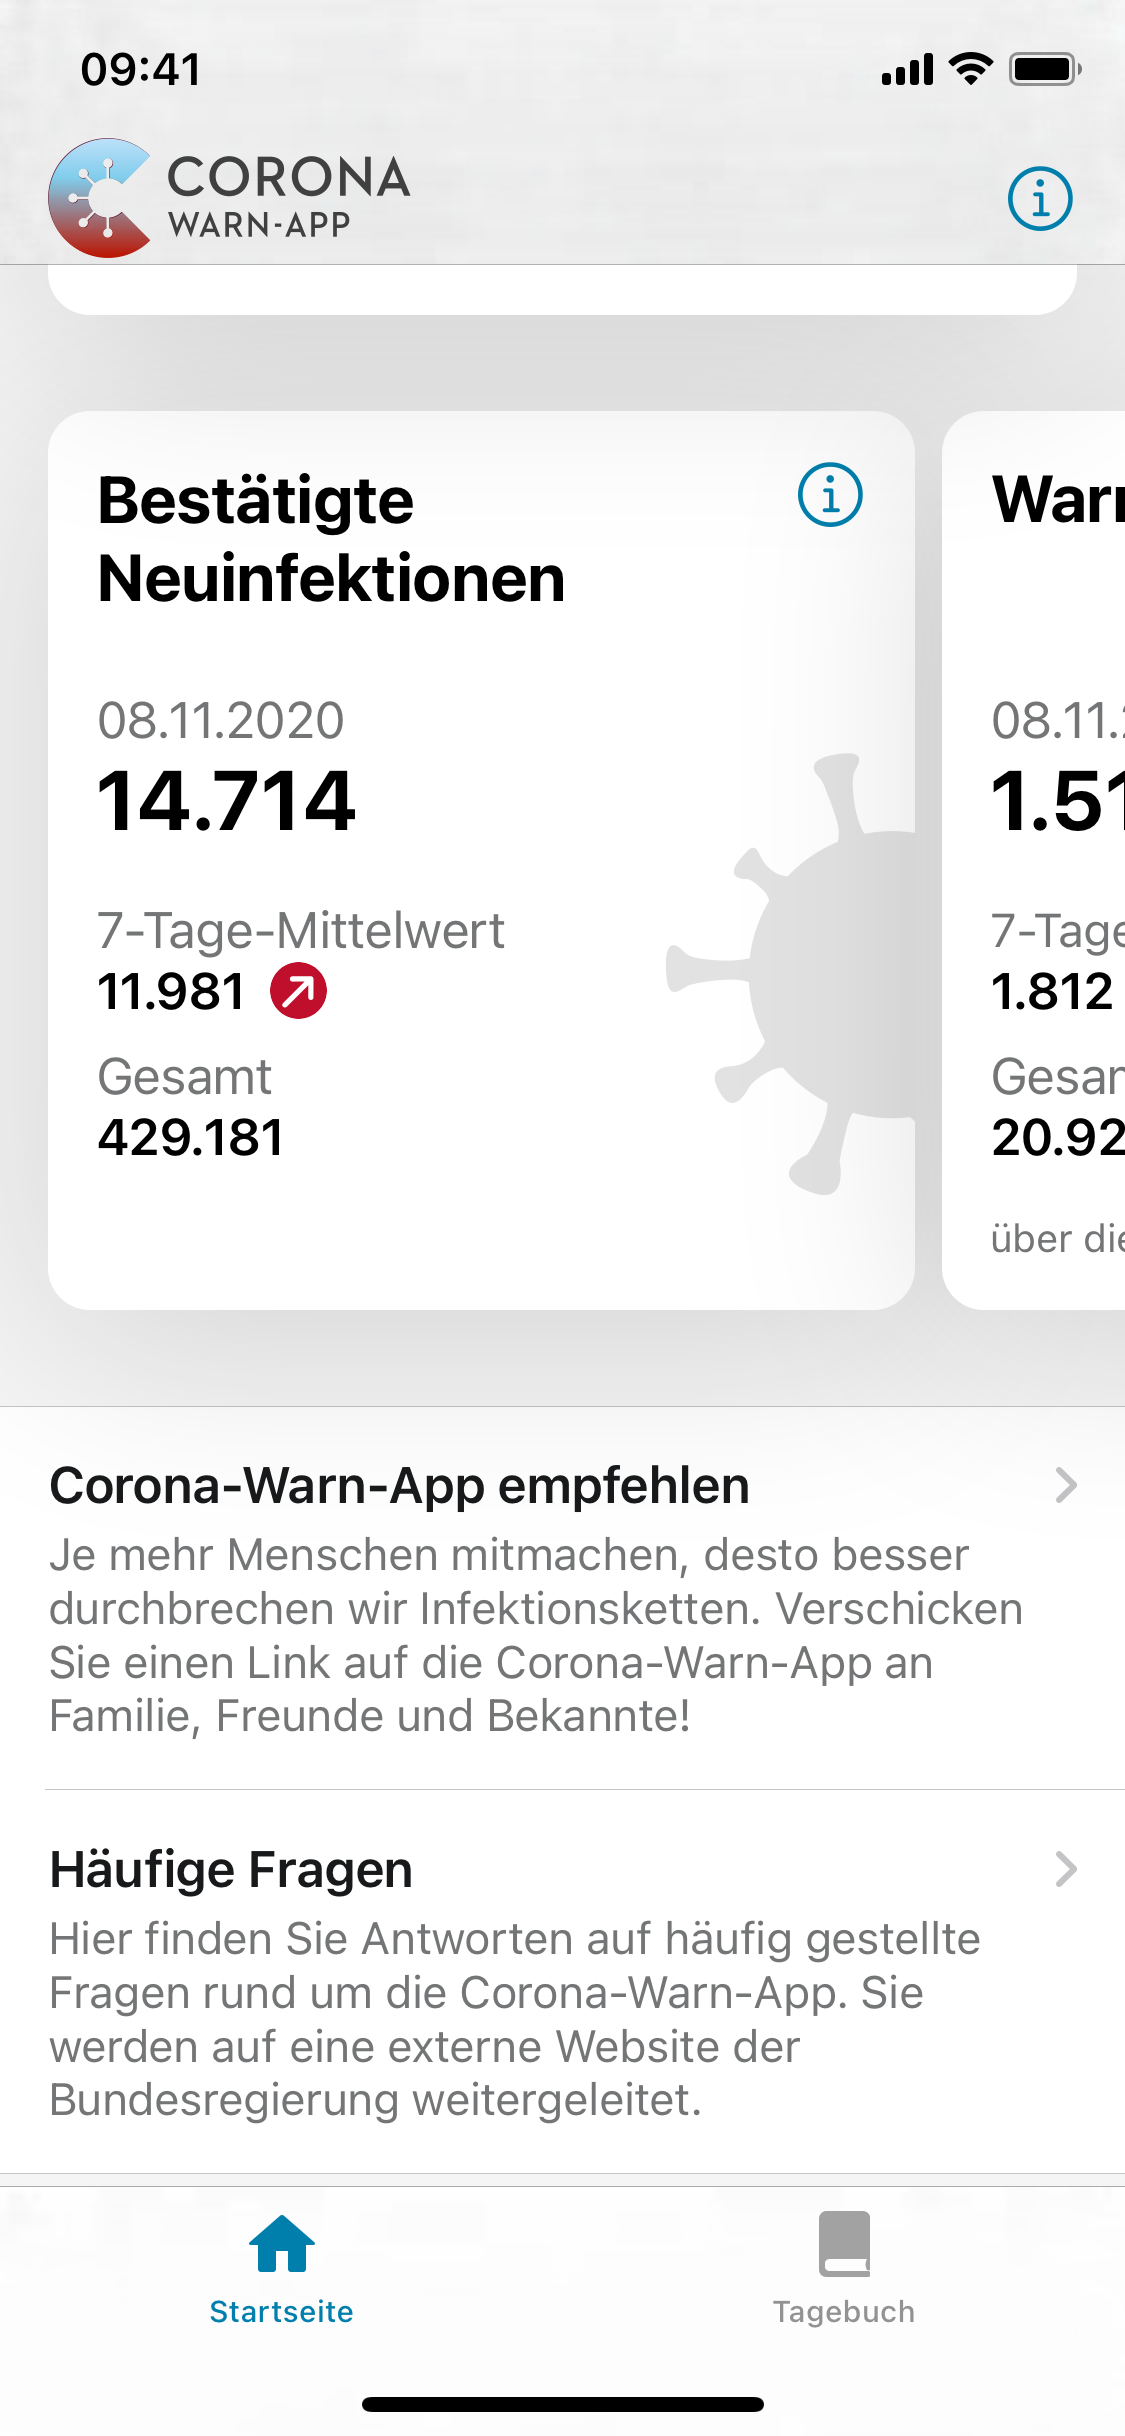 09:41
CORONA
WARN-APP
Bestätigte
Neuinfektionen
08.11.2020
14.714
7-Tage-Mittelwert
11.981
Gesamt
429.181
08.11.
1.51
7-Tage
1.812
20.92
über die
Corona-Warn-App empfehlen
Je mehr Menschen mitmachen, desto besser
durchbrechen wir Infektionsketten. Verschicken
Sie einen Link auf die Corona-Warn-App an
Familie, Freunde und Bekannte!
Häufige Fragen
Hier finden Sie Antworten auf häufig gestellte
Fragen rund um die Corona-Warn-App. Sie
werden auf eine externe Website der
Bundesregierung weitergeleitet.
Startseite
Tagebuch